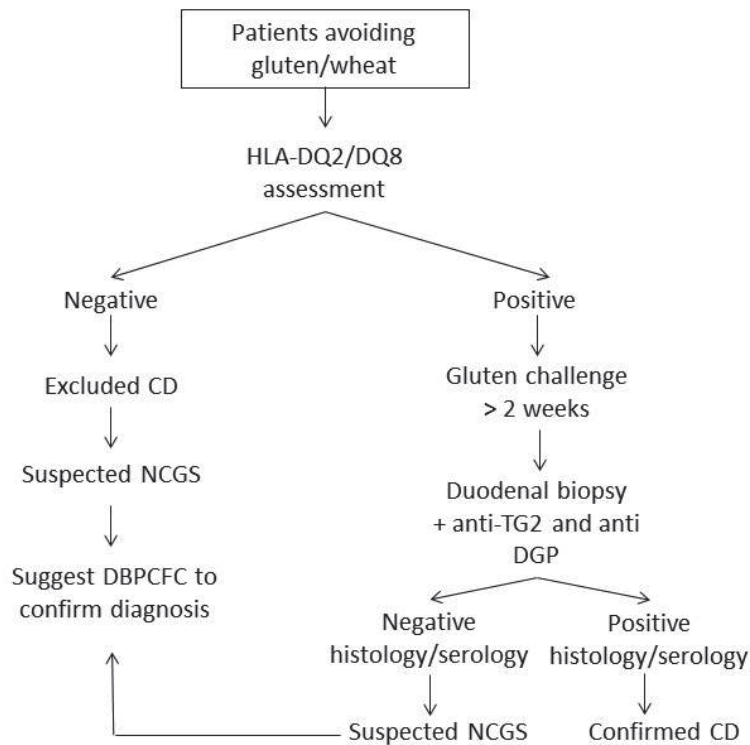 Patients avoiding
gluten/wheat
HLA-DQ2/DQ8
assessment
Negative
Positive
Excluded CD
Gluten challenge
> 2 weeks
Suspected NCGS
Duodenal biopsy
+ anti-TG2 and anti
DGP
Suggest DBPCFC to
confirm diagnosis
Negative
histology/serology
Positive
histology/serology
Suspected NCGS
Confirmed CD